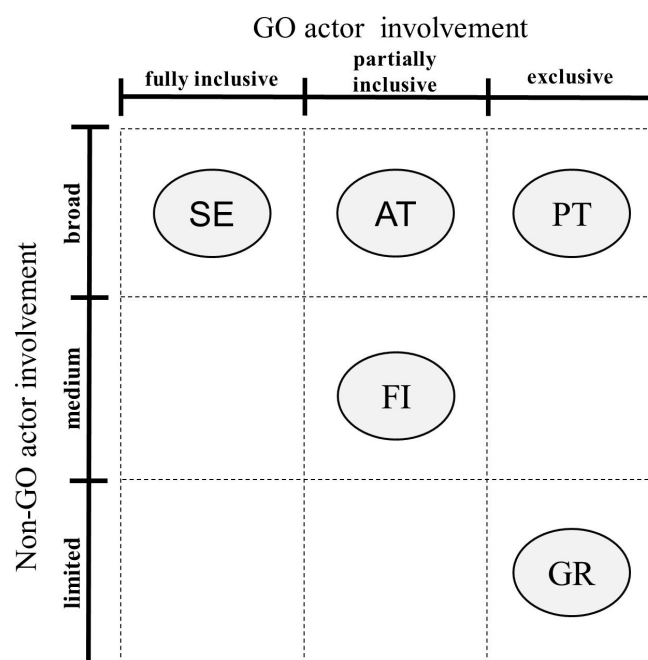 GO actor involvement
fully inclusive
partially
inclusive
exclusive
Non-GO actor involvement
broad
medium
limited
SE
AT
PT
FI
GR